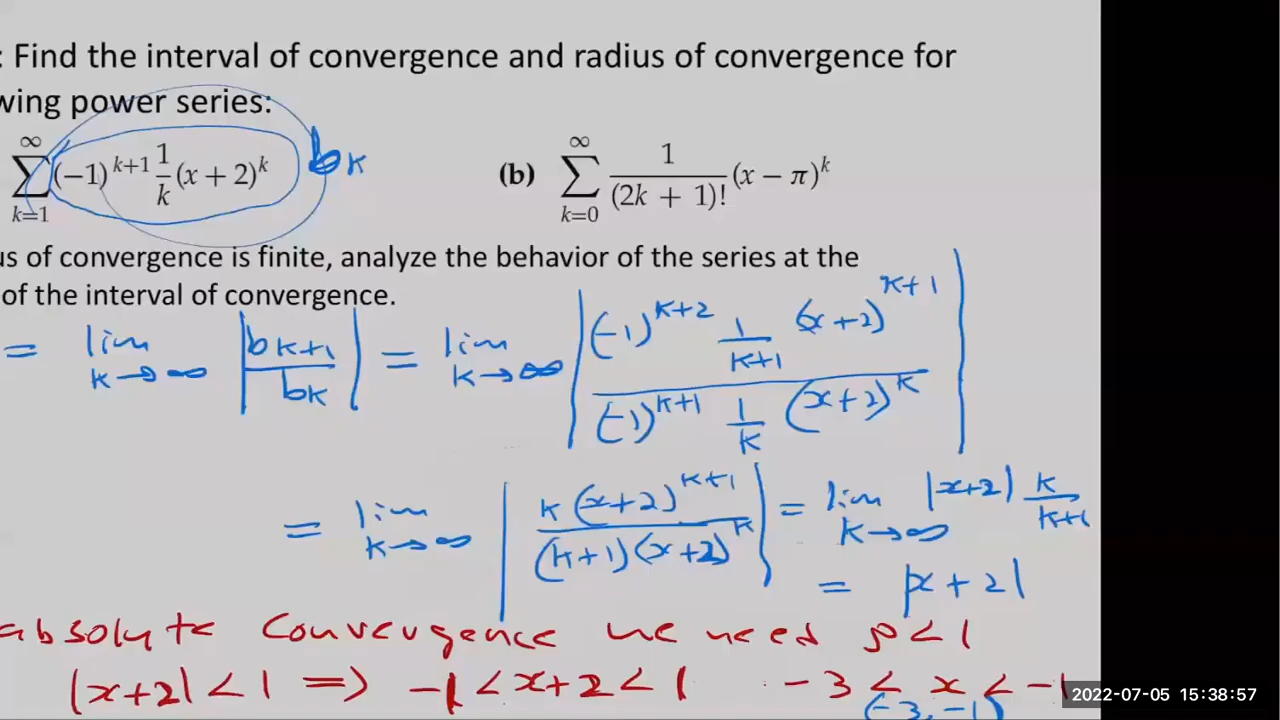 : Find the interval of convergence and radius of convergence for
wing power series:
∞ ∑ k=1 (−1)^{k+1} 1/k (x + 2)^k bk (b) ∞ ∑ k=0 1/(2k + 1)! (x − π)^k
us of convergence is finite, analyze the behavior of the series at the
of the interval of convergence.
= lim k→∞ |bk+1/bk| = lim k→∞ |((-1)^{k+2} 1/(k+1) (x+2)^{k+1})/((-1)^{k+1} 1/k (x+2)^k)|
= lim k→∞ |k(x+2)^{k+1}/((k+1)(x+2)^k)| = lim k→∞ |x+2| k/(k+1)
= |x+2|
absolute convergence we need ρ<1
|x+2|<1 ⇒ -1<x+2<1 -3<x<-1
(-3,-1)
2022-07-05 15:38:57